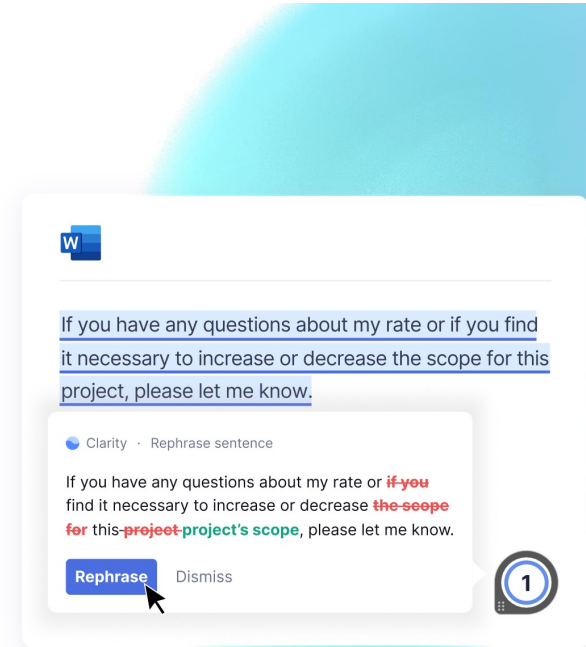 W
If you have any questions about my rate or if you find
it necessary to increase or decrease the scope for this
project, please let me know.
Clarity · Rephrase sentence
If you have any questions about my rate or if you
find it necessary to increase or decrease the scope
for this project project's scope, please let me know.
Rephrase Dismiss
1